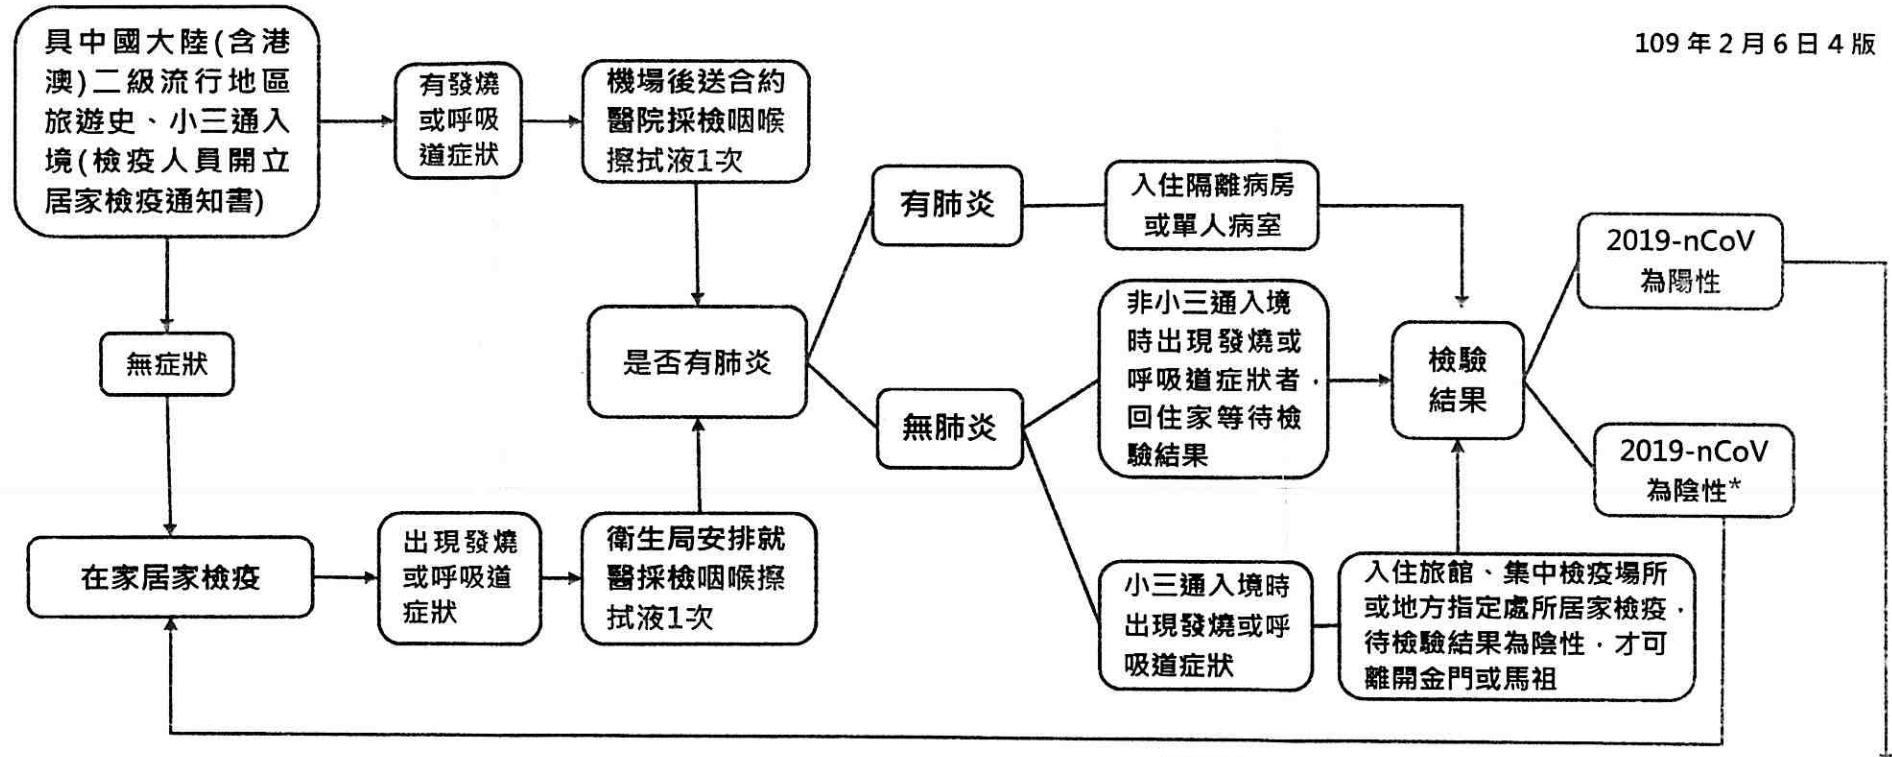 109年2月6日4版
具中國大陸(含港
澳)二級流行地區
旅遊史、小三通入
境(檢疫人員開立
居家檢疫通知書)
有發燒
或呼吸
道症狀
機場後送合約
醫院採檢咽喉
擦拭液1次
無症狀
在家居家檢疫
出現發燒
或呼吸道
症狀
衛生局安排就
醫採檢咽喉擦
拭液1次
是否有肺炎
有肺炎
入住隔離病房
或單人病室
無肺炎
非小三通入境
時出現發燒或
呼吸道症狀者，
回住家等待檢
驗結果
小三通入境時
出現發燒或呼
吸道症狀
入住旅館、集中檢疫場所
或地方指定處所居家檢疫，
待檢驗結果為陰性，才可
離開金門或馬祖
檢驗
結果
2019-nCoV
為陽性
2019-nCoV
為陰性*